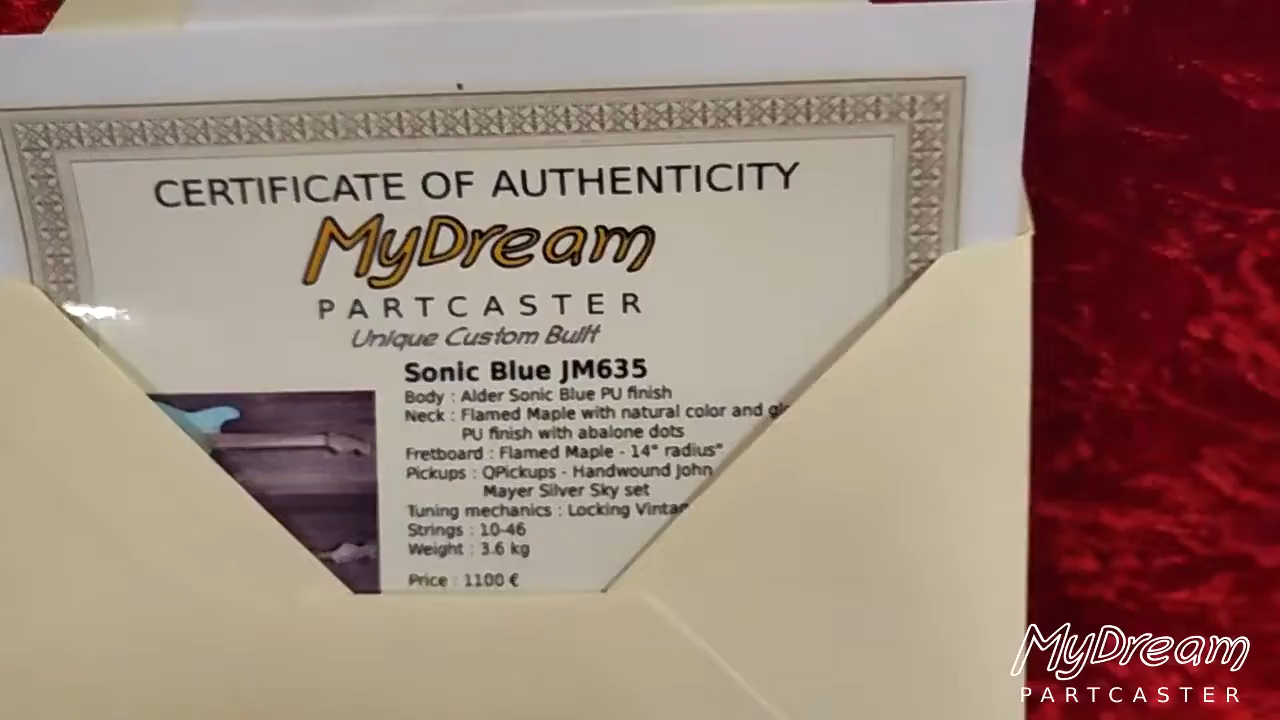 CERTIFICATE OF AUTHENTICITY
MyDream
PARTCASTER
Unique Custom Built
Sonic Blue JM635
Body : Alder Sonic Blue PU finish
Neck : Flamed Maple with natural color and
PU finish with abalone dots
Fretboard : Flamed Maple - 14" radius"
Pickups : QPickups - Handwound John
Mayer Silver Sky set
Tuning mechanics : Locking
Strings : 10-46
Weight : 3.6 kg
Price : 1100 €
MyDream
PARTCASTER